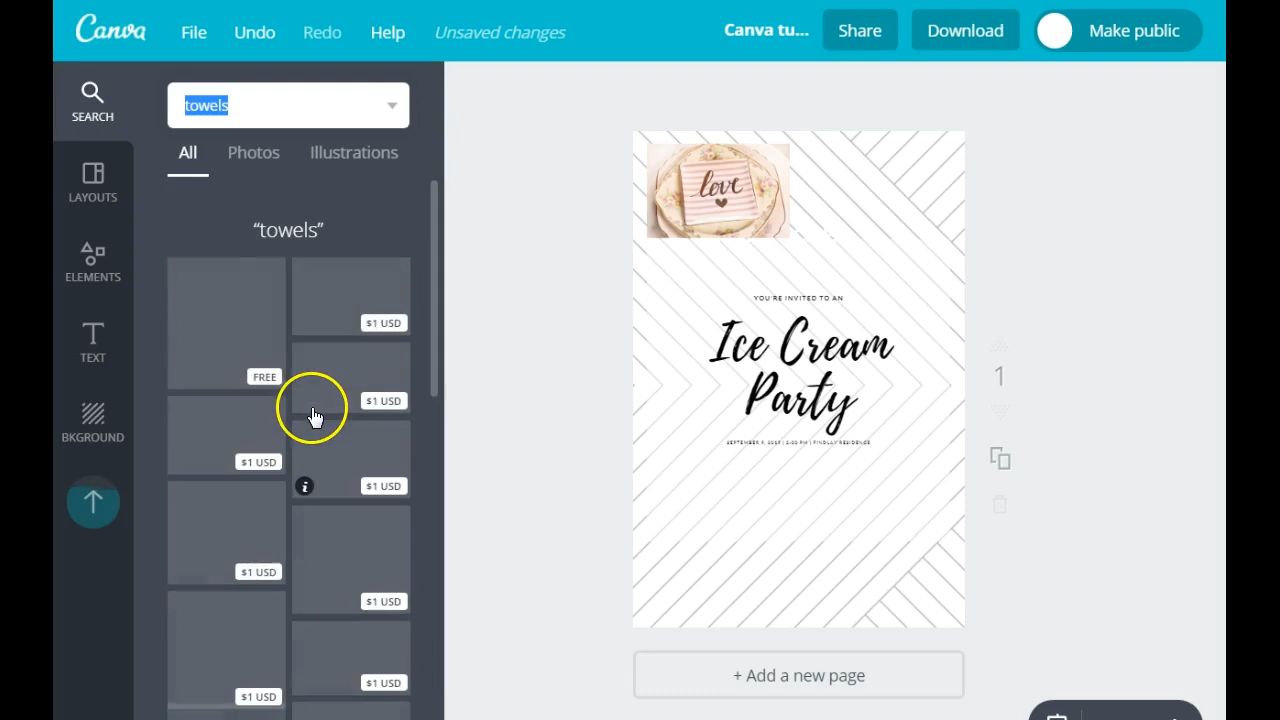 Canva
File
Undo
Redo
Help
Unsaved changes
Canva tu...
Share
Download
Make public
SEARCH
LAYOUTS
ELEMENTS
TEXT
BKGROUND
towels
All
Photos
Illustrations
“towels”
FREE
$1 USD
$1 USD
$1 USD
$1 USD
$1 USD
$1 USD
$1 USD
$1 USD
$1 USD
i
love
YOU'RE INVITED TO AN
Ice Cream
Party
1
+ Add a new page